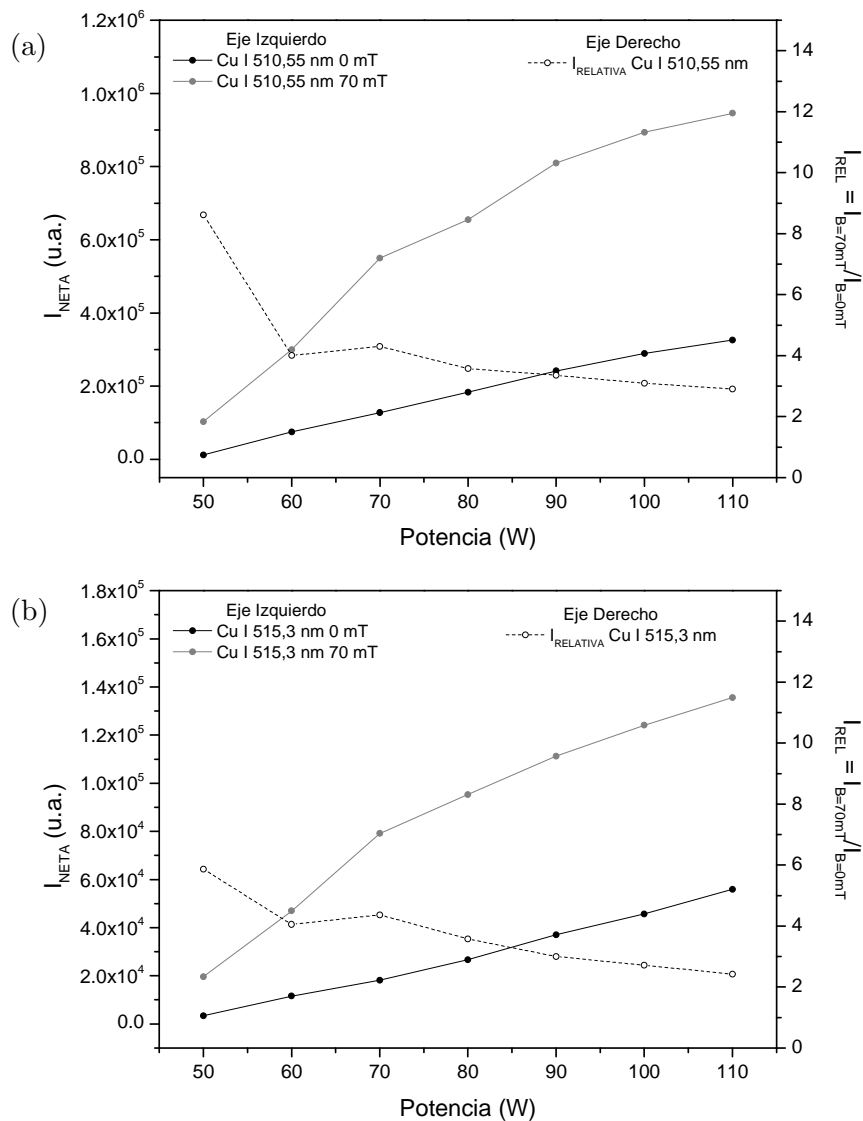 (a)
Eje Izquierdo
Cu I 510,55 nm 0 mT
Cu I 510,55 nm 70 mT
Eje Derecho
I_RELATIVA Cu I 510,55 nm
1.2x10^6
1.0x10^6
8.0x10^5
6.0x10^5
4.0x10^5
2.0x10^5
0.0
I_NETA (u.a.)
14
12
10
8
6
4
2
0
I_REL = I_B=70mT/I_B=0mT
50 60 70 80 90 100 110
Potencia (W)
(b)
Eje Izquierdo
Cu I 515,3 nm 0 mT
Cu I 515,3 nm 70 mT
Eje Derecho
I_RELATIVA Cu I 515,3 nm
1.8x10^5
1.6x10^5
1.4x10^5
1.2x10^5
1.0x10^5
8.0x10^4
6.0x10^4
4.0x10^4
2.0x10^4
0.0
I_NETA (u.a.)
14
12
10
8
6
4
2
0
I_REL = I_B=70mT/I_B=0mT
50 60 70 80 90 100 110
Potencia (W)